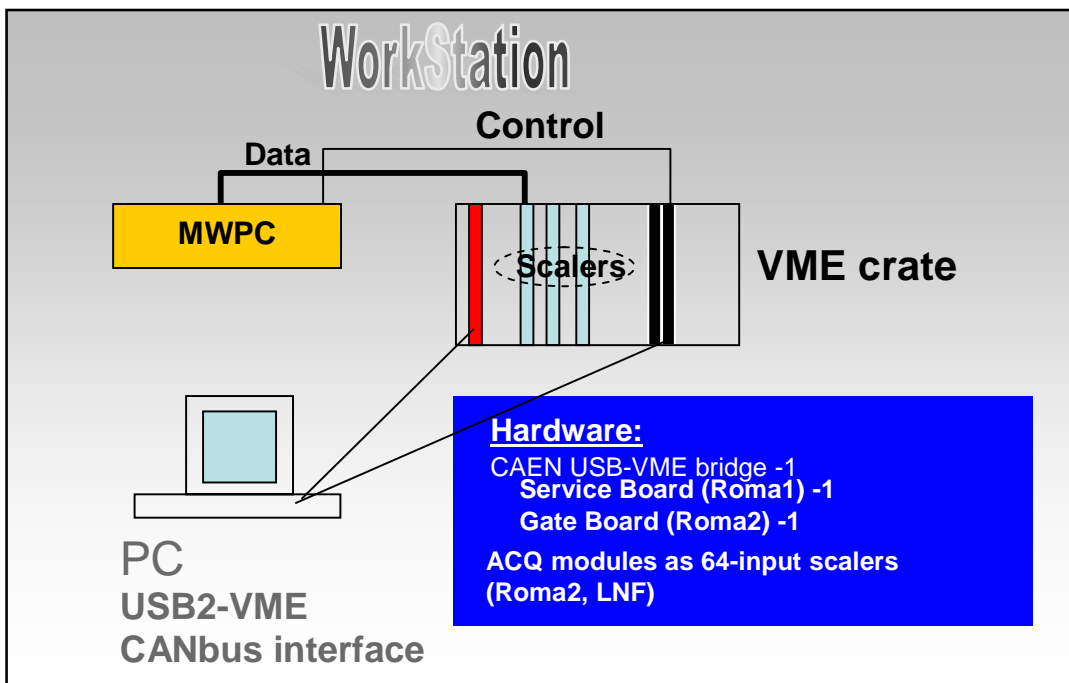 WorkStation
Control
Data
MWPC
Scalers
VME crate
Hardware:
CAEN USB-VME bridge -1
Service Board (Roma1) -1
Gate Board (Roma2) -1
ACQ modules as 64-input scalers
(Roma2, LNF)
PC
USB2-VME
CANbus interface